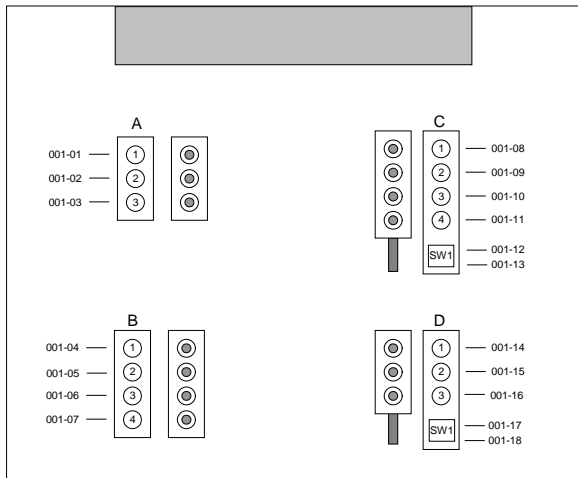 A
001-01 1
001-02 2
001-03 3
C
1 001-08
2 001-09
3 001-10
4 001-11
SW1 001-12
001-13
B
001-04 1
001-05 2
001-06 3
001-07 4
D
1 001-14
2 001-15
3 001-16
SW1 001-17
001-18